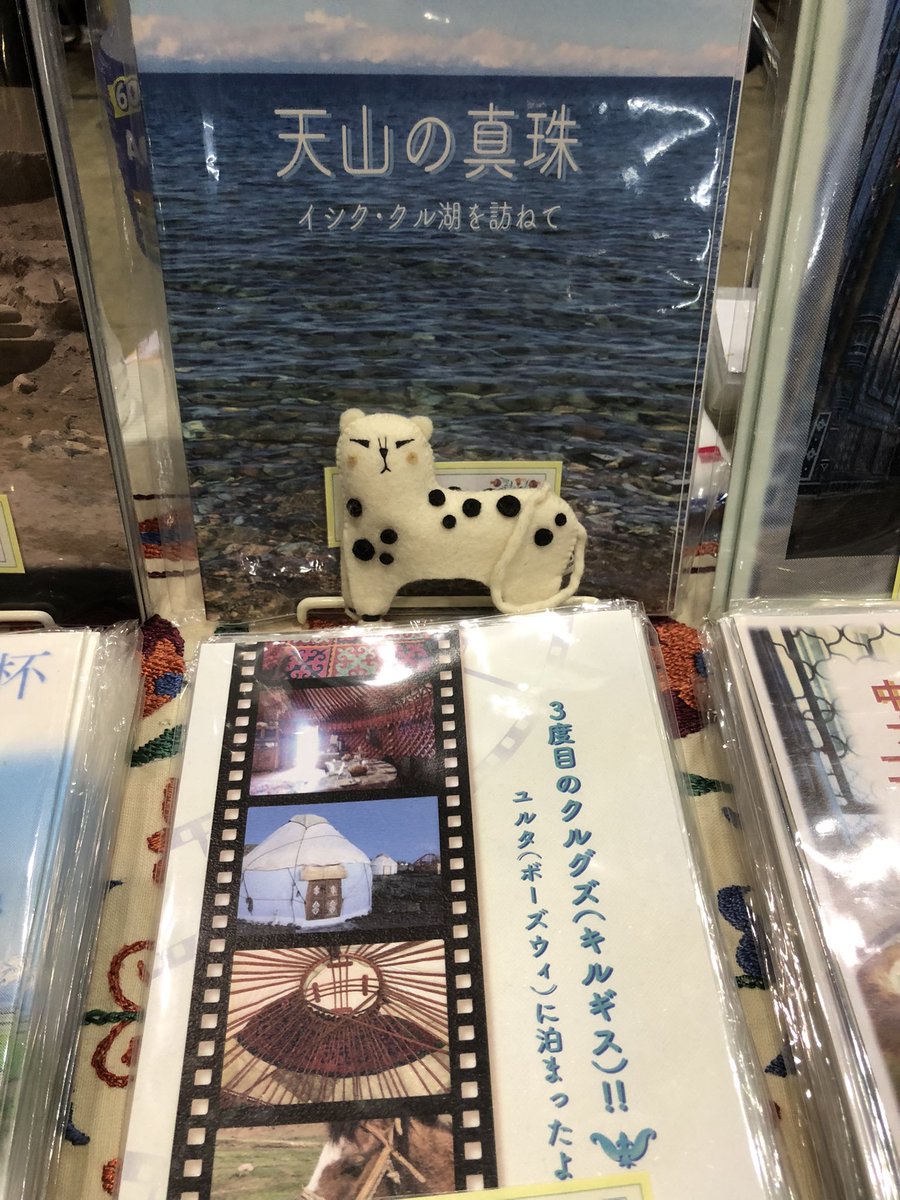 天山の真珠
イシク・クル湖を訪ねて
杯
3度目のクルグズ(キルギス)!!
ユルタ(ボーズウィ)に泊まったよ